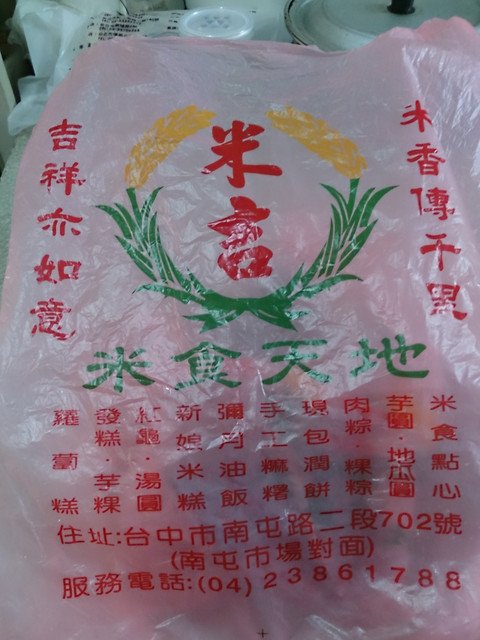 米香傳千里
吉祥亦如意
米吉
米食天地
米食點心
芋圓·地瓜圓
肉粽·粿粽
現包潤餅
手工麻糬
彌月油飯
新娘米糕
紅龜·湯圓
發糕·芋粿
蘿蔔糕
住址:台中市南屯路二段702號
(南屯市場對面)
服務電話:(04)23861788